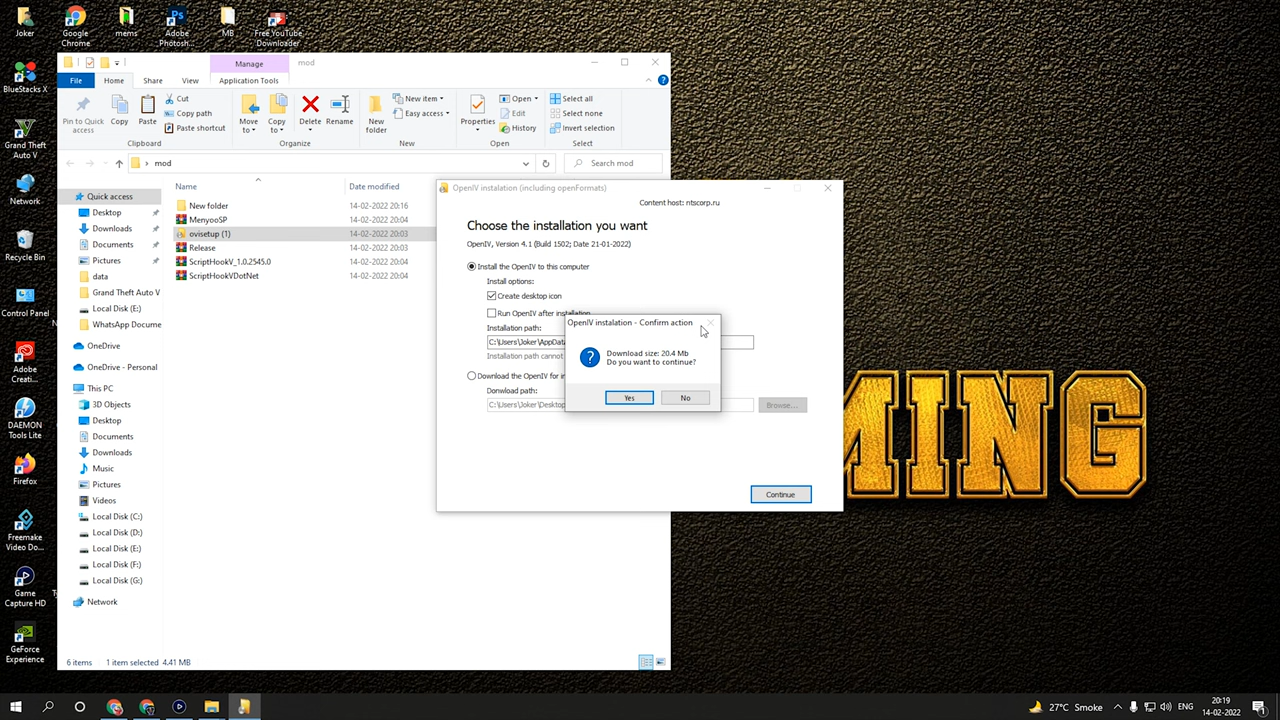 Joker
Google
Chrome
mems
Adobe
Photosh...
MB
Free YouTube
Downloader
BlueStacks X
Grand Theft
Auto V
Network
Recycle Bin
Control Panel
Adobe
Creati...
DAEMON
Tools Lite
Firefox
Freemake
Video Do...
Game
Capture HD
GeForce
Experience
Manage
mod
File
Home
Share
View
Application Tools
Pin to Quick
access
Copy
Paste
Cut
Copy path
Paste shortcut
Clipboard
Move
to
Copy
to
Delete
Rename
Organize
New
folder
New item
Easy access
New
Properties
Open
Edit
History
Open
Select all
Select none
Invert selection
Select
mod
Search mod
Quick access
Desktop
Downloads
Documents
Pictures
data
Grand Theft Auto V
Local Disk (E:)
WhatsApp Docume
OneDrive
OneDrive - Personal
This PC
3D Objects
Desktop
Documents
Downloads
Music
Pictures
Videos
Local Disk (C:)
Local Disk (D:)
Local Disk (E:)
Local Disk (F:)
Local Disk (G:)
Network
Name Date modified
New folder 14-02-2022 20:16
MenyooSP 14-02-2022 20:04
ovisetup (1) 14-02-2022 20:03
Release 14-02-2022 20:03
ScriptHookV_1.0.2545.0 14-02-2022 20:04
ScriptHookVDotNet 14-02-2022 20:04
6 items 1 item selected 4.41 MB
OpenIV instalation (including openFormats)
Content host: ntscorp.ru
Choose the installation you want
OpenIV, Version 4.1 (Build 1502; Date 21-01-2022)
Install the OpenIV to this computer
Install options:
Create desktop icon
Run OpenIV after installation
Installation path:
C:\Users\Joker\AppData
Installation path cannot
Download the OpenIV for i
Donwload path:
C:\Users\Joker\Desktop
Browse...
Continue
OpenIV instalation - Confirm action
Download size: 20.4 Mb
Do you want to continue?
Yes
No
MING
27°C Smoke
ENG
20:19
14-02-2022